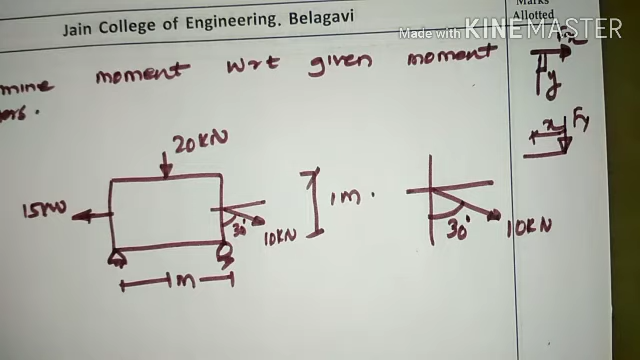 Marks
Jain College of Engineering. Belagavi
Allotted
Made with KINEMASTER
mine moment wrt given moment
y
x Fy
20KN
15KN
30° 10KN
1m.
30° 10KN
1m